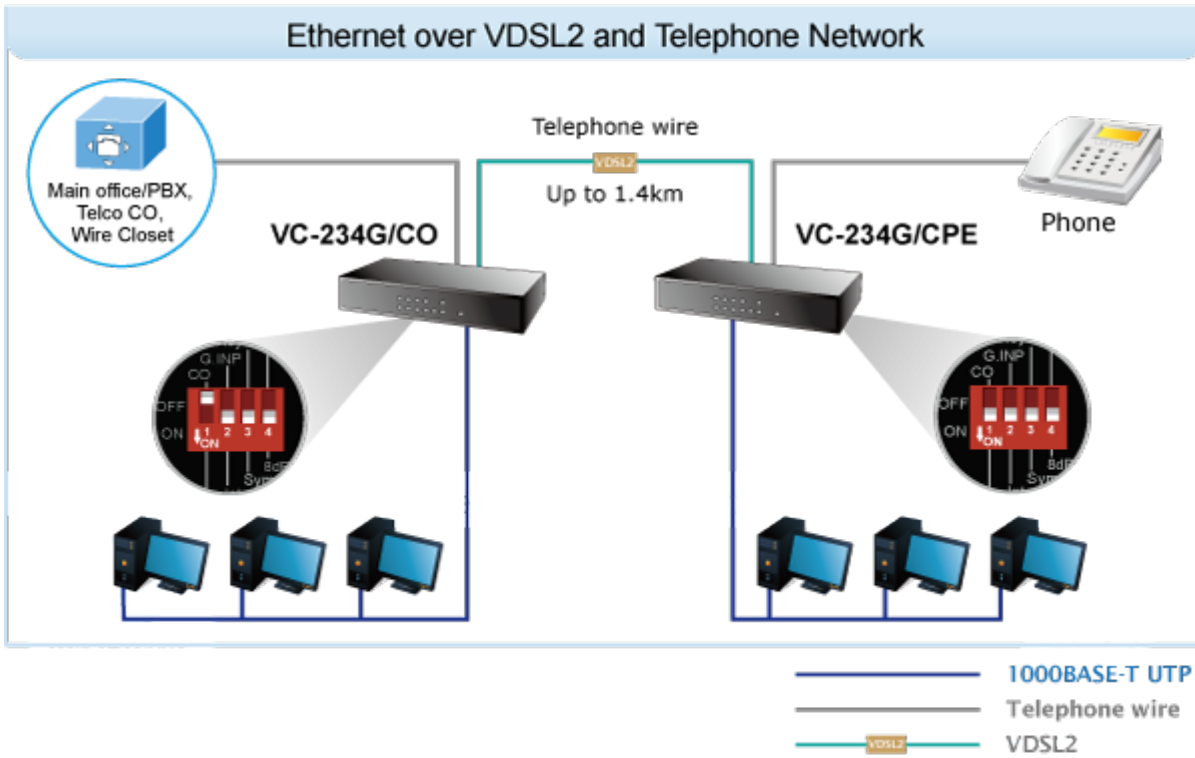 Ethernet over VDSL2 and Telephone Network
Main office/PBX,
Telco CO,
Wire Closet
Telephone wire
VDSL2
Up to 1.4km
Phone
VC-234G/CO
VC-234G/CPE
G.INP
CO
OFF
ON
1 2 3 4
ON
8dB
G.INP
CO
OFF
ON
1 2 3 4
ON
8dB
1000BASE-T UTP
Telephone wire
VDSL2
VDSL2